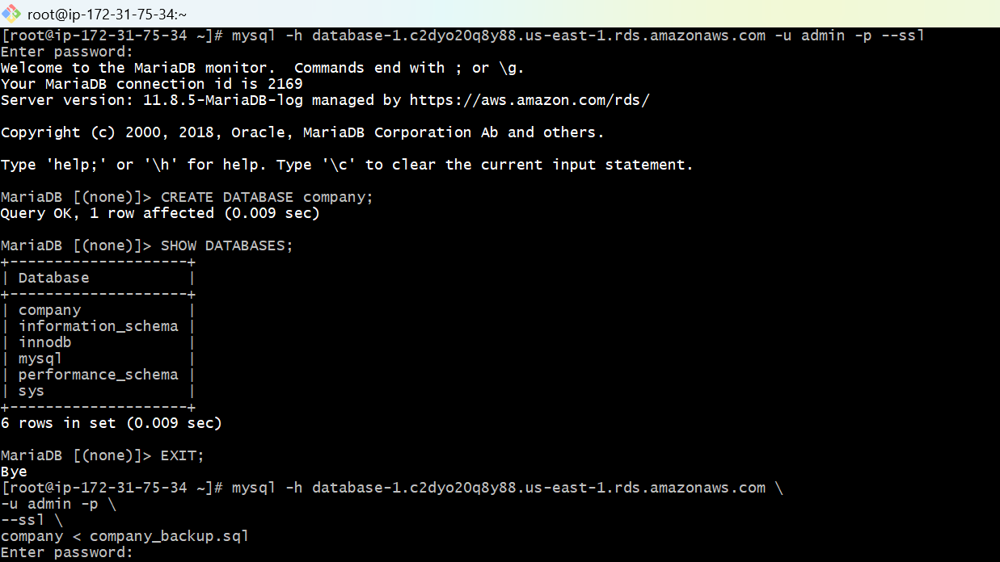 root@ip-172-31-75-34:~
[root@ip-172-31-75-34 ~]# mysql -h database-1.c2dyo20q8y88.us-east-1.rds.amazonaws.com -u admin -p --ssl
Enter password:
Welcome to the MariaDB monitor.  Commands end with ; or \g.
Your MariaDB connection id is 2169
Server version: 11.8.5-MariaDB-log managed by https://aws.amazon.com/rds/

Copyright (c) 2000, 2018, Oracle, MariaDB Corporation Ab and others.

Type 'help;' or '\h' for help. Type '\c' to clear the current input statement.

MariaDB [(none)]> CREATE DATABASE company;
Query OK, 1 row affected (0.009 sec)

MariaDB [(none)]> SHOW DATABASES;
+--------------------+
| Database           |
+--------------------+
| company            |
| information_schema |
| innodb             |
| mysql              |
| performance_schema |
| sys                |
+--------------------+
6 rows in set (0.009 sec)

MariaDB [(none)]> EXIT;
Bye
[root@ip-172-31-75-34 ~]# mysql -h database-1.c2dyo20q8y88.us-east-1.rds.amazonaws.com \
-u admin -p \
--ssl \
company < company_backup.sql
Enter password: